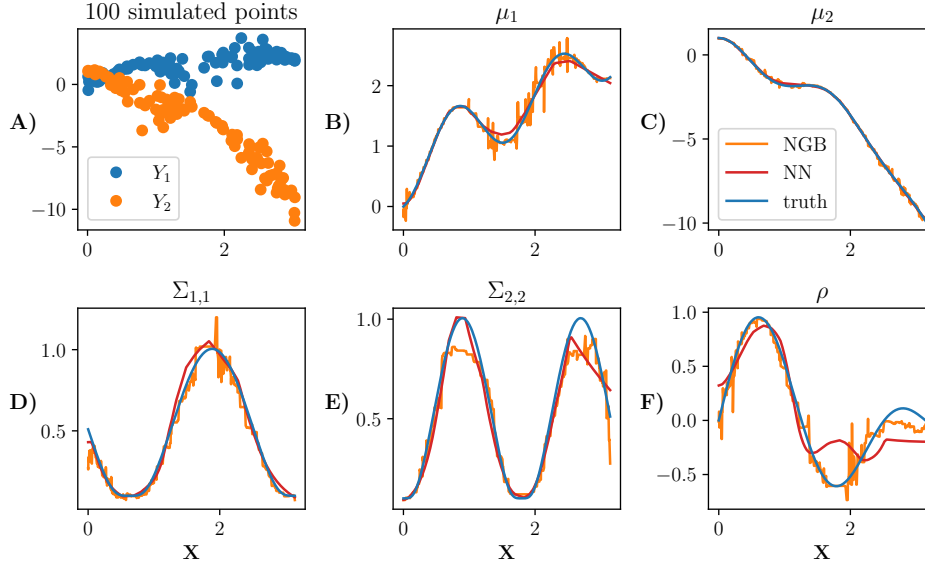 100 simulated points
μ₁
μ₂
A)
0
−5
−10
0
2
Y₁
Y₂
B)
2
1
0
0
2
C)
0
−5
−10
0
2
NGB
NN
truth
Σ₁,₁
Σ₂,₂
ρ
D)
1.0
0.5
0
2
X
E)
1.0
0.5
0
2
X
F)
1.0
0.5
0.0
−0.5
0
2
X